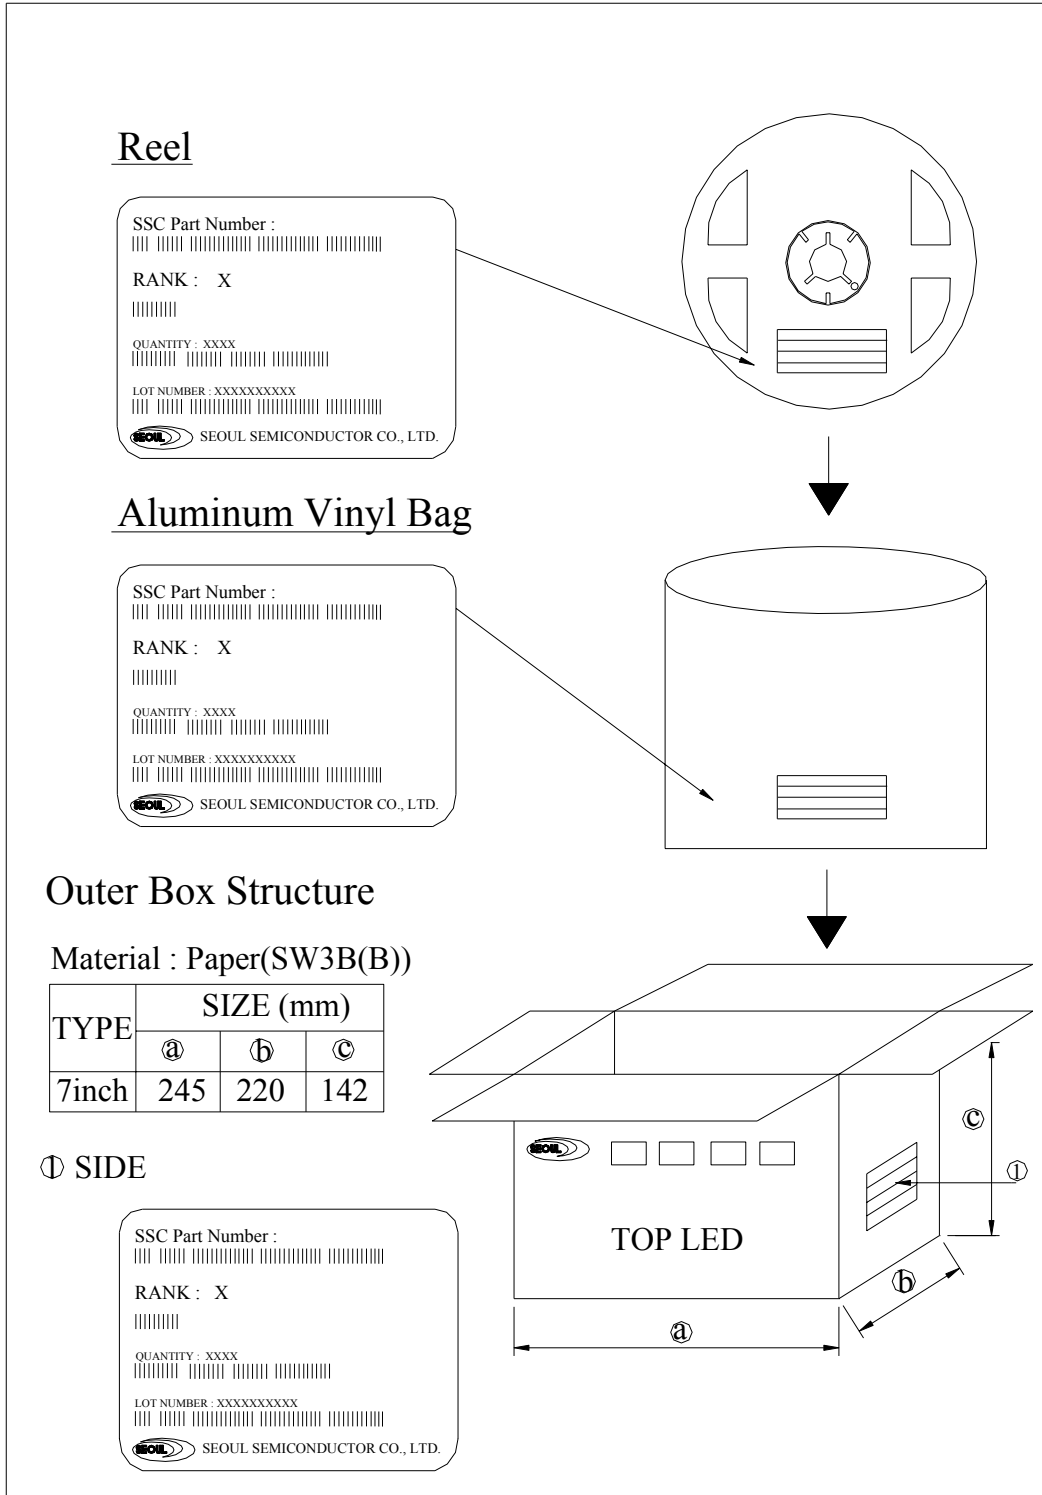 Reel
SSC Part Number :
RANK : X
QUANTITY : XXXX
LOT NUMBER : XXXXXXXXXX
SEOUL SEOUL SEMICONDUCTOR CO., LTD.
Aluminum Vinyl Bag
SSC Part Number :
RANK : X
QUANTITY : XXXX
LOT NUMBER : XXXXXXXXXX
SEOUL SEOUL SEMICONDUCTOR CO., LTD.
Outer Box Structure
Material : Paper(SW3B(B))
TYPE SIZE (mm)
ⓐ ⓑ ⓒ
7inch 245 220 142
① SIDE
SSC Part Number :
RANK : X
QUANTITY : XXXX
LOT NUMBER : XXXXXXXXXX
SEOUL SEOUL SEMICONDUCTOR CO., LTD.
SEOUL
TOP LED
ⓒ
①
ⓑ
ⓐ